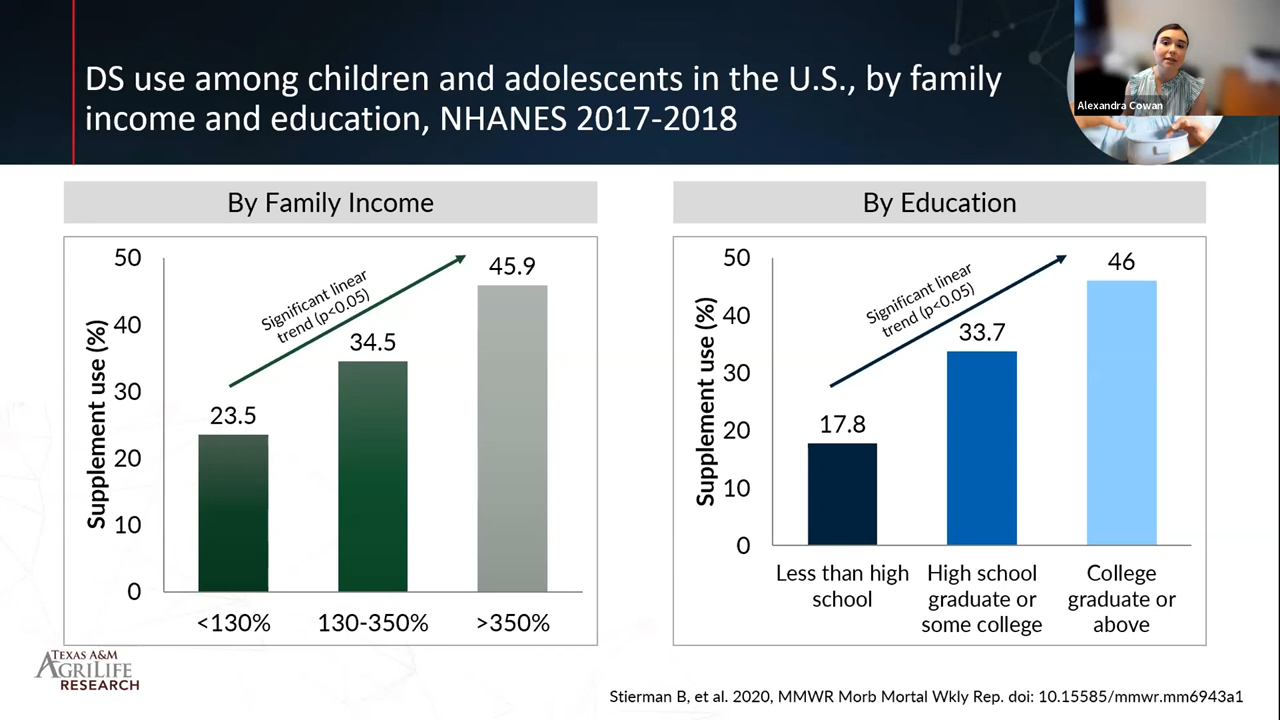 DS use among children and adolescents in the U.S., by family
income and education, NHANES 2017-2018
Alexandra Cowan
By Family Income
Supplement use (%)
50
40
30
20
10
0
Significant linear
trend (p<0.05)
23.5
34.5
45.9
<130%
130-350%
>350%
By Education
Supplement use (%)
50
40
30
20
10
0
Significant linear
trend (p<0.05)
17.8
33.7
46
Less than high
school
High school
graduate or
some college
College
graduate or
above
TEXAS A&M
AGRILIFE
RESEARCH
Stierman B, et al. 2020, MMWR Morb Mortal Wkly Rep. doi: 10.15585/mmwr.mm6943a1